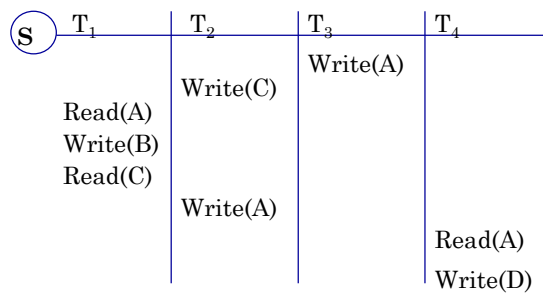 S T₁ T₂ T₃ T₄
Write(A)
Write(C)
Read(A)
Write(B)
Read(C)
Write(A)
Read(A)
Write(D)